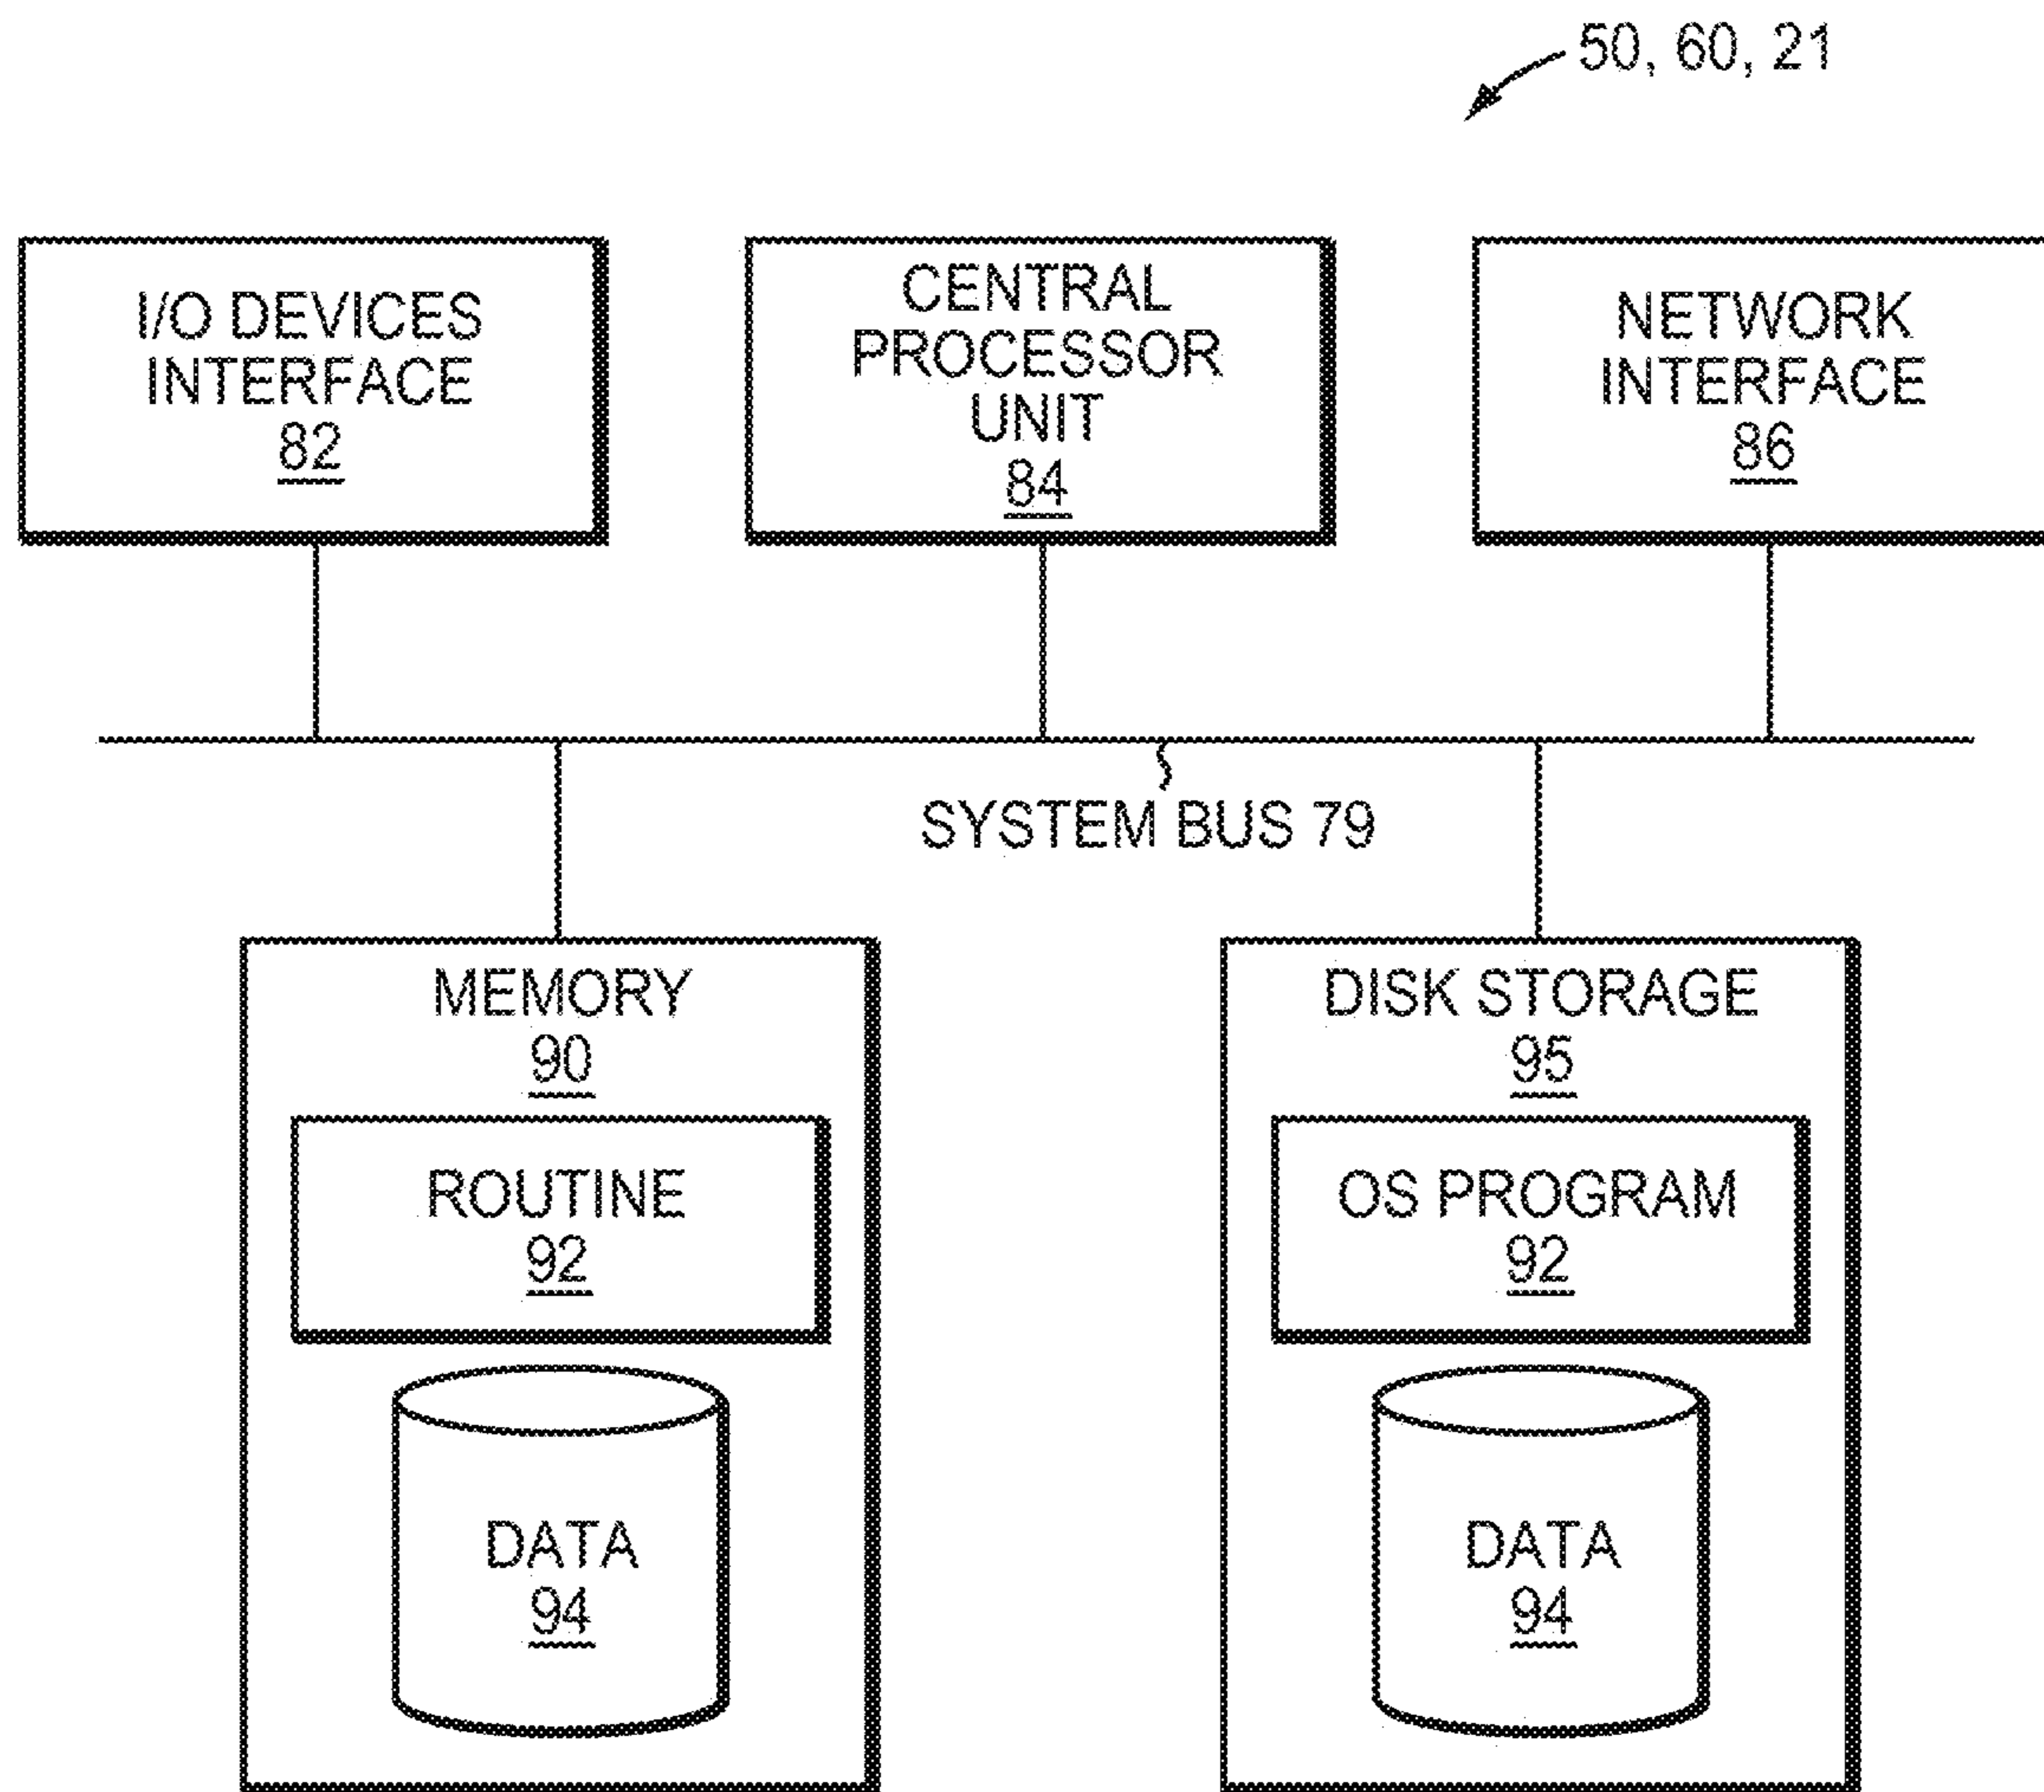 50, 60, 21
I/O DEVICES
INTERFACE
82
CENTRAL
PROCESSOR
UNIT
84
NETWORK
INTERFACE
86
SYSTEM BUS 79
MEMORY
90
ROUTINE
92
DATA
94
DISK STORAGE
95
OS PROGRAM
92
DATA
94